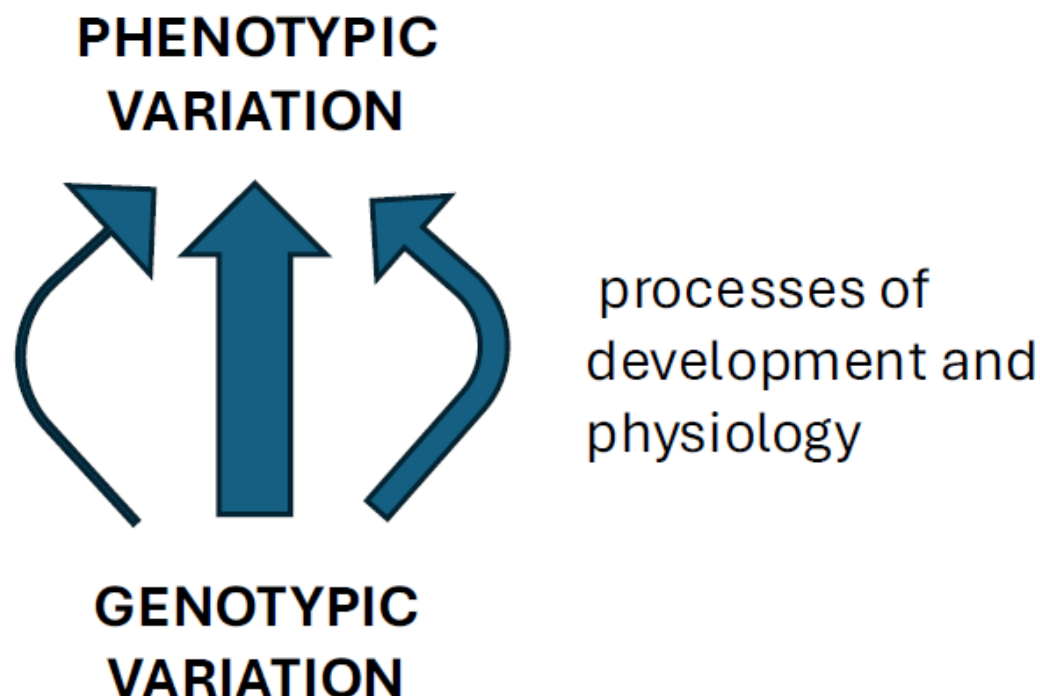 PHENOTYPIC
VARIATION
processes of
development and
physiology
GENOTYPIC
VARIATION